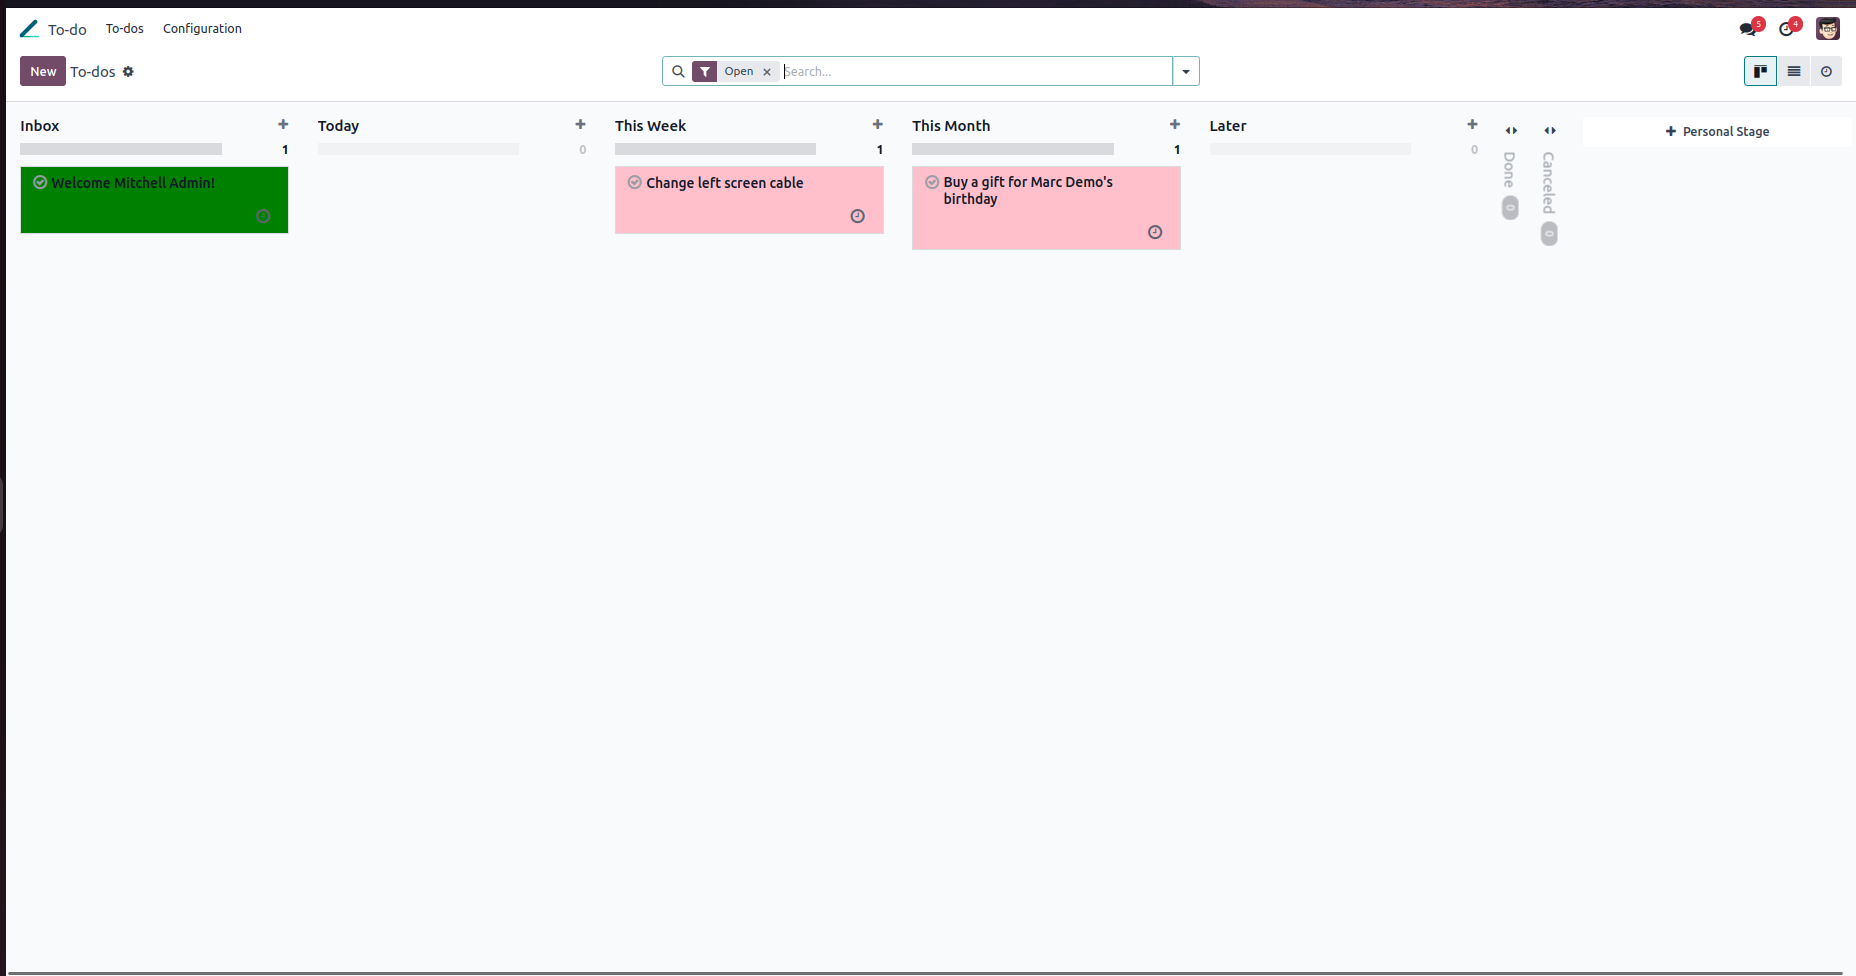 To-do To-dos Configuration 5 4
New To-dos Open Search...
Inbox Today This Week This Month Later Personal Stage
1 0 1 1 0
Done 0
Canceled 0
Welcome Mitchell Admin!
Change left screen cable
Buy a gift for Marc Demo's
birthday